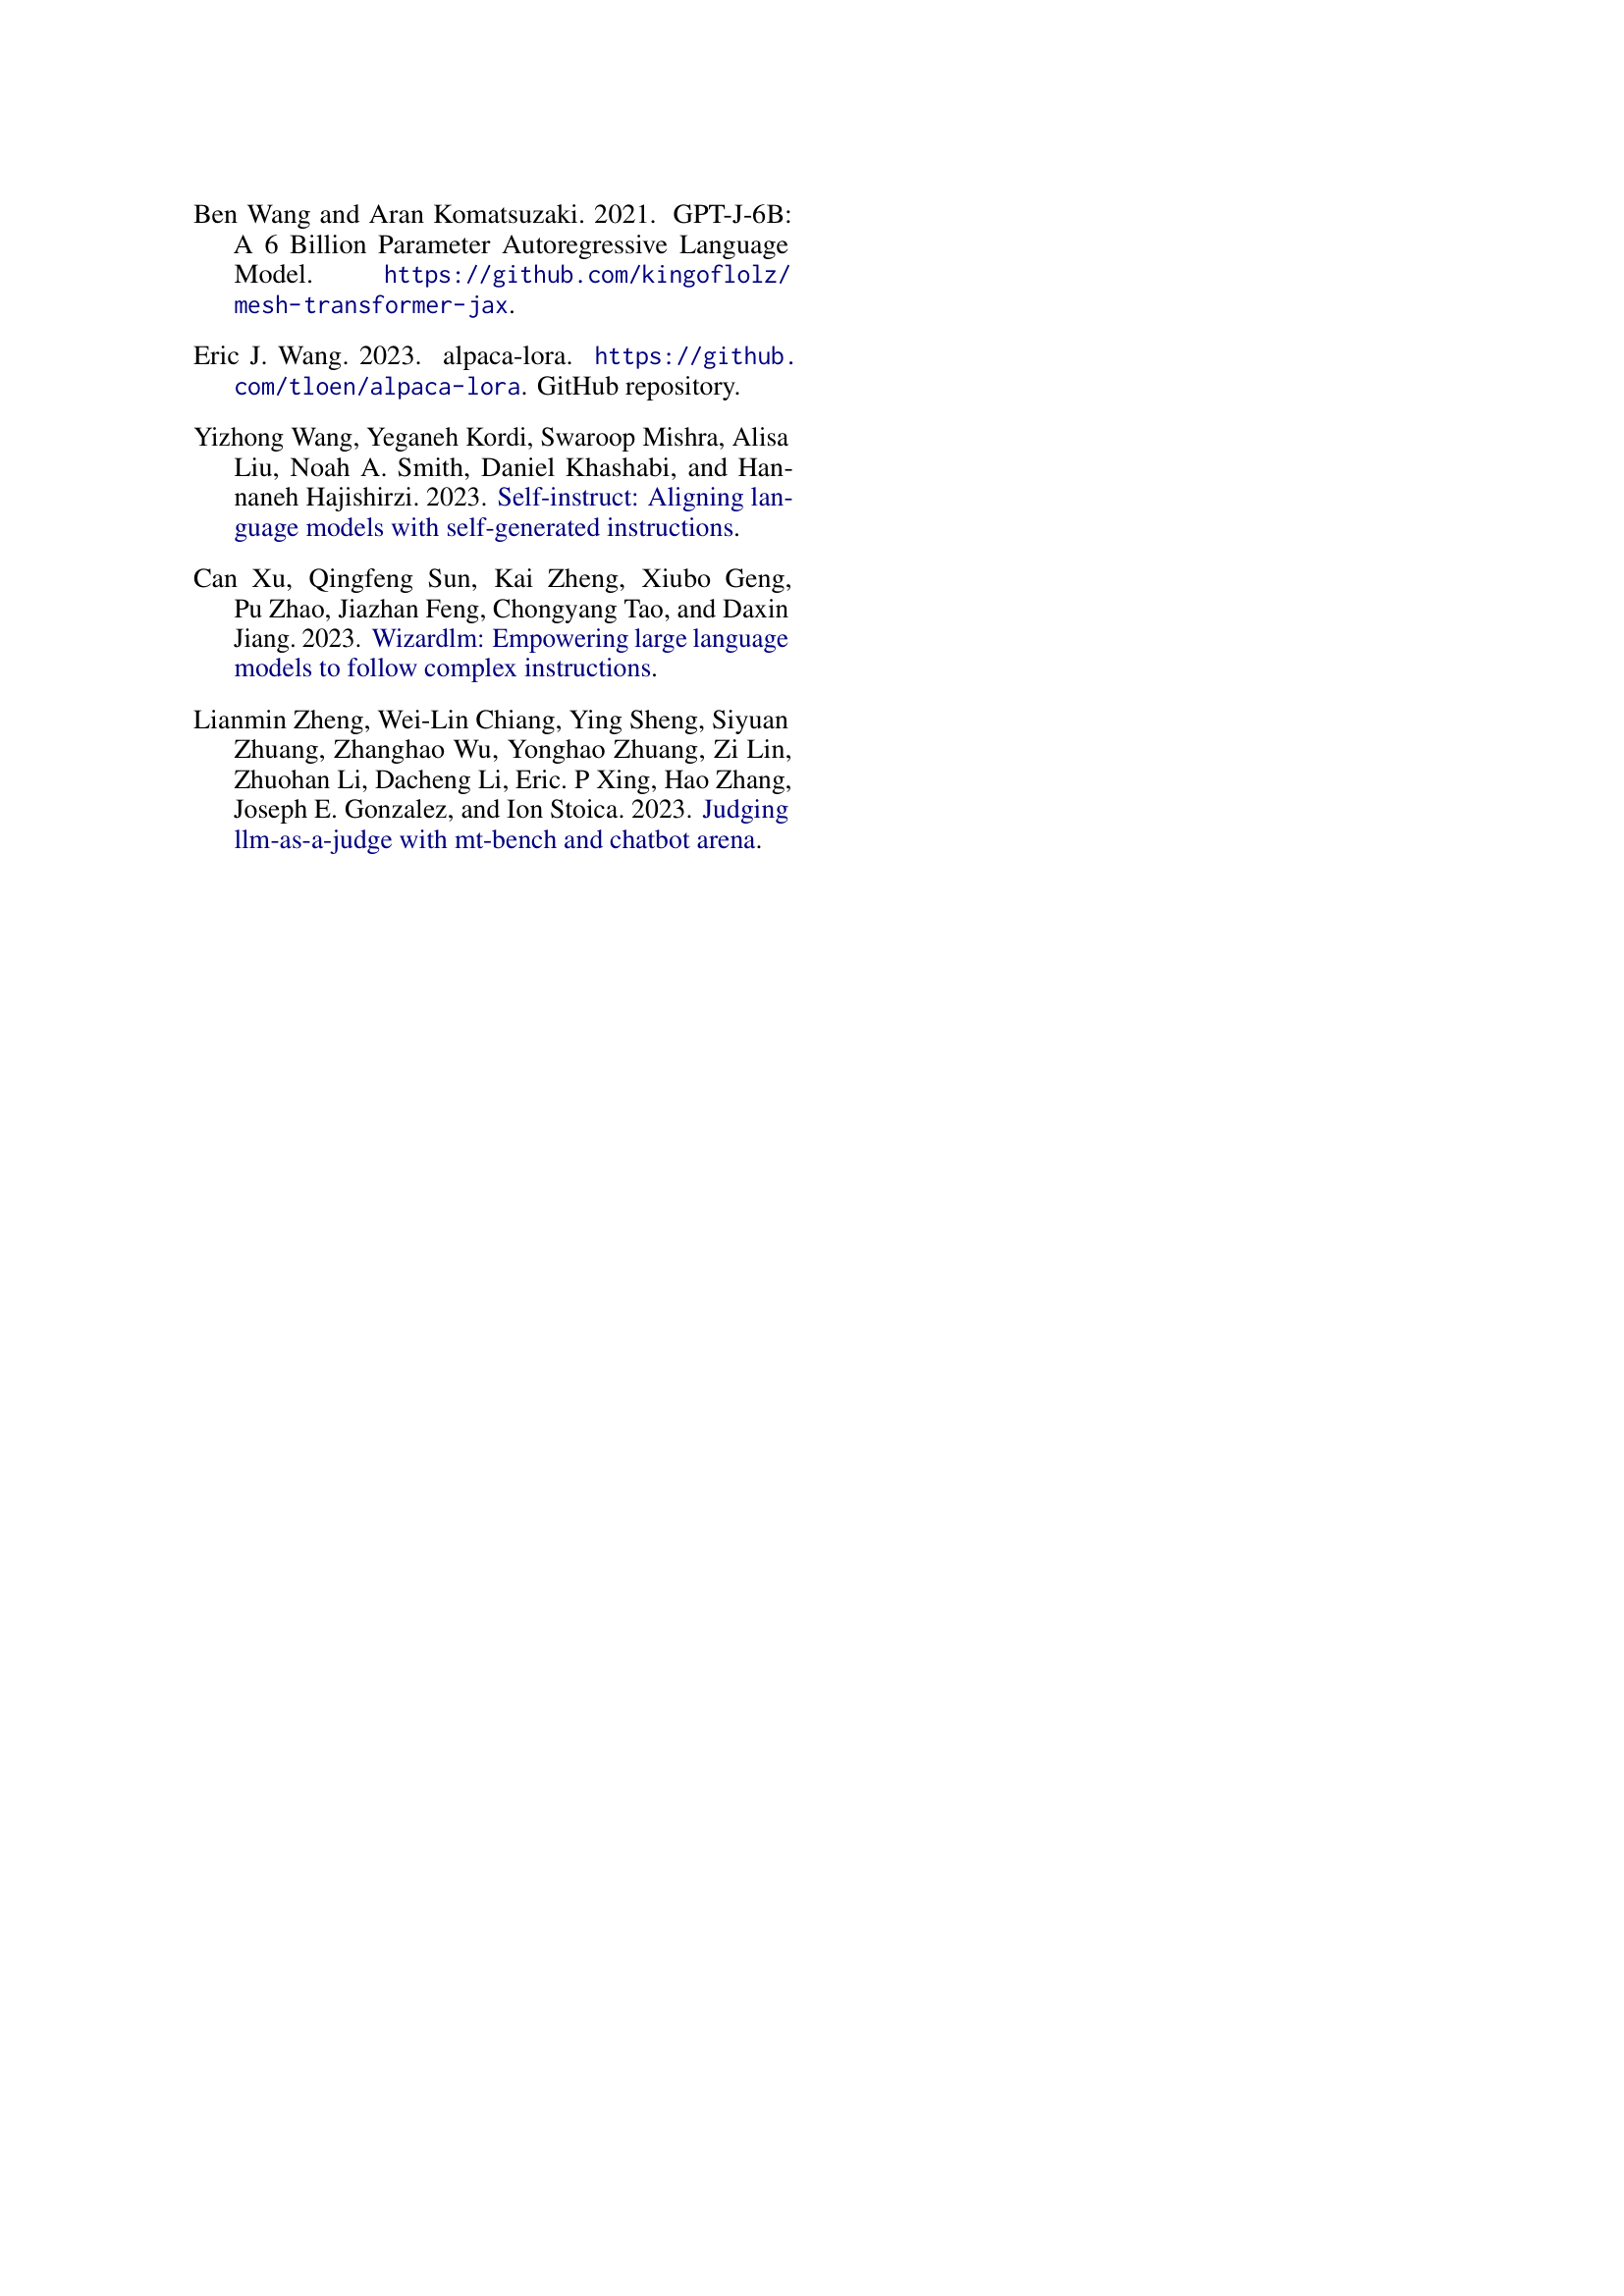 Ben Wang and Aran Komatsuzaki. 2021. GPT-J-6B:
A 6 Billion Parameter Autoregressive Language
Model. https://github.com/kingoflolz/
mesh-transformer-jax.
Eric J. Wang. 2023. alpaca-lora. https://github.
com/tloen/alpaca-lora. GitHub repository.
Yizhong Wang, Yeganeh Kordi, Swaroop Mishra, Alisa
Liu, Noah A. Smith, Daniel Khashabi, and Han-
naneh Hajishirzi. 2023. Self-instruct: Aligning lan-
guage models with self-generated instructions.
Can Xu, Qingfeng Sun, Kai Zheng, Xiubo Geng,
Pu Zhao, Jiazhan Feng, Chongyang Tao, and Daxin
Jiang. 2023. Wizardlm: Empowering large language
models to follow complex instructions.
Lianmin Zheng, Wei-Lin Chiang, Ying Sheng, Siyuan
Zhuang, Zhanghao Wu, Yonghao Zhuang, Zi Lin,
Zhuohan Li, Dacheng Li, Eric. P Xing, Hao Zhang,
Joseph E. Gonzalez, and Ion Stoica. 2023. Judging
llm-as-a-judge with mt-bench and chatbot arena.